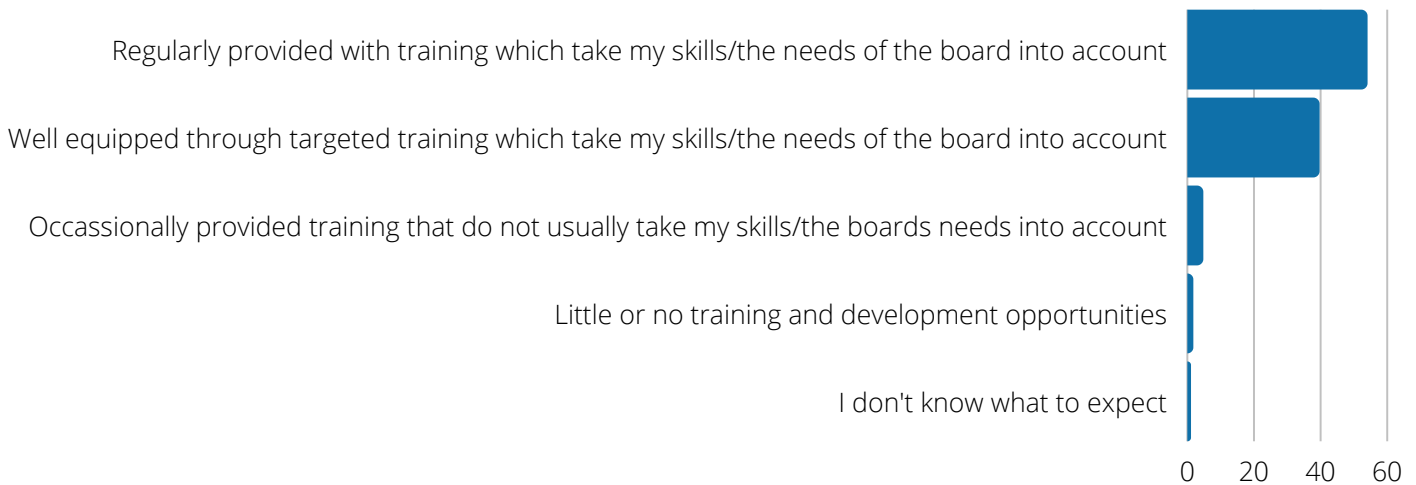 Regularly provided with training which take my skills/the needs of the board into account
Well equipped through targeted training which take my skills/the needs of the board into account
Occassionally provided training that do not usually take my skills/the boards needs into account
Little or no training and development opportunities
I don't know what to expect
0 20 40 60